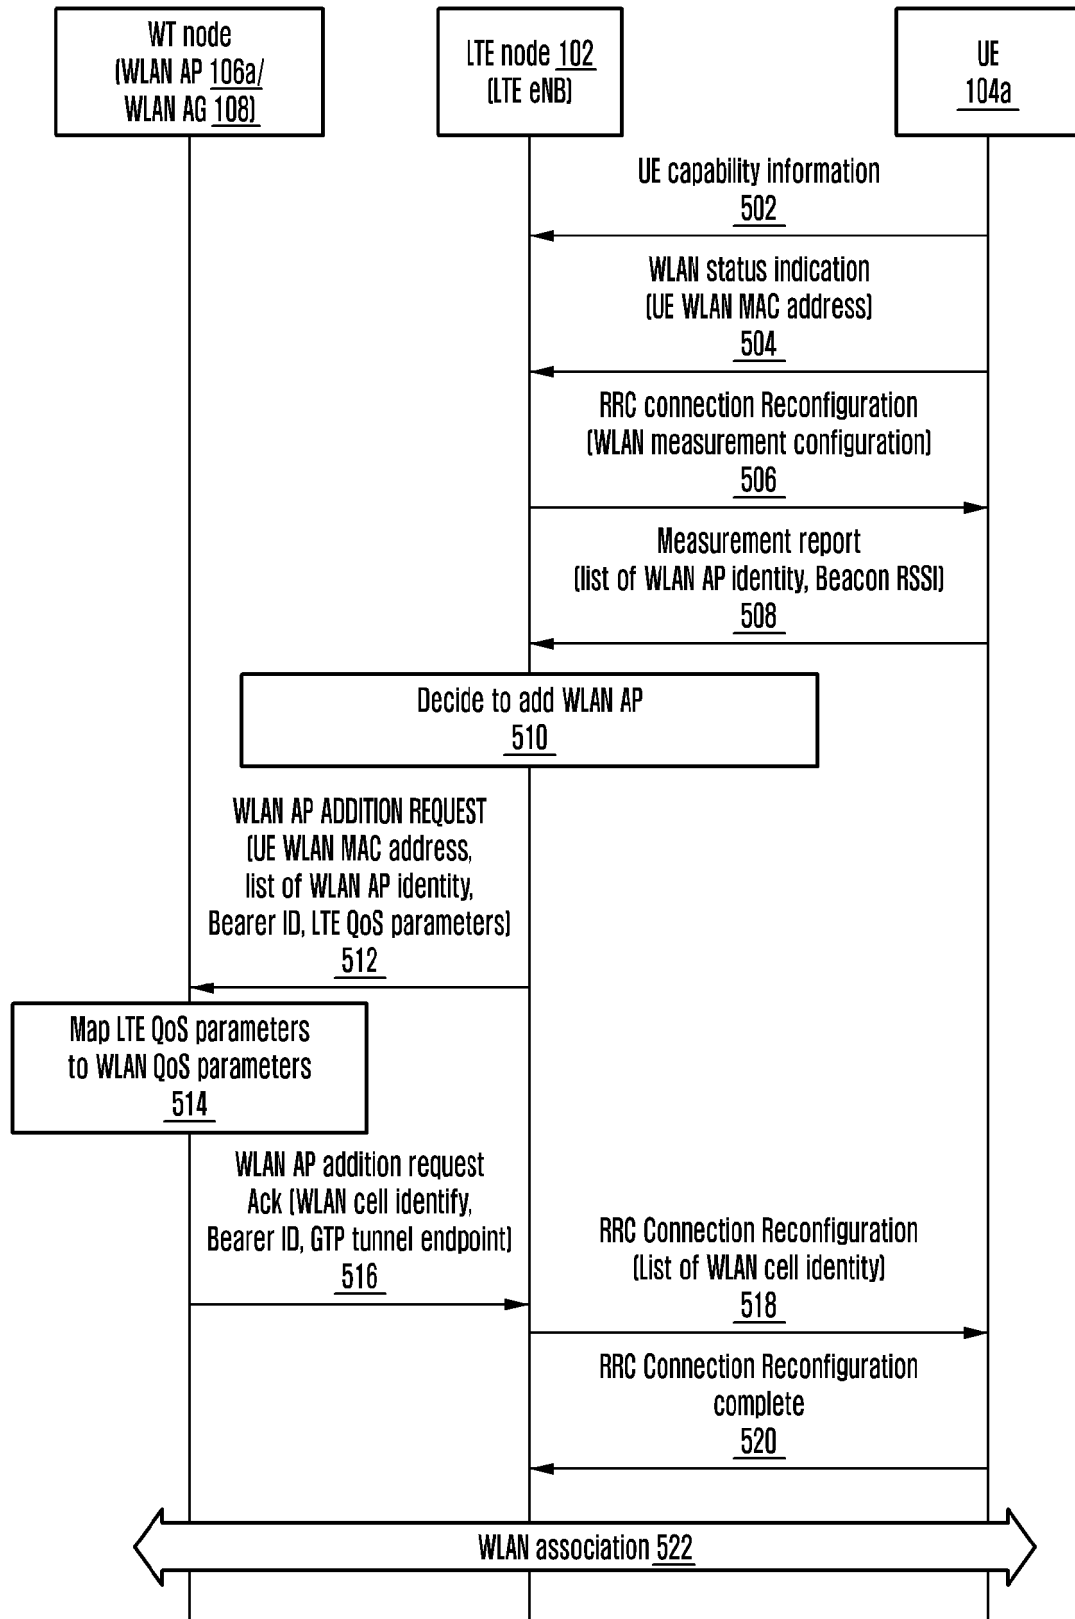 WT node
(WLAN AP 106a/
WLAN AG 108)
LTE node 102
(LTE eNB)
UE
104a
UE capability information
502
WLAN status indication
(UE WLAN MAC address)
504
RRC connection Reconfiguration
(WLAN measurement configuration)
506
Measurement report
(list of WLAN AP identity, Beacon RSSI)
508
Decide to add WLAN AP
510
WLAN AP ADDITION REQUEST
(UE WLAN MAC address,
list of WLAN AP identity,
Bearer ID, LTE QoS parameters)
512
Map LTE QoS parameters
to WLAN QoS parameters
514
WLAN AP addition request
Ack (WLAN cell identify,
Bearer ID, GTP tunnel endpoint)
516
RRC Connection Reconfiguration
(List of WLAN cell identity)
518
RRC Connection Reconfiguration
complete
520
WLAN association 522